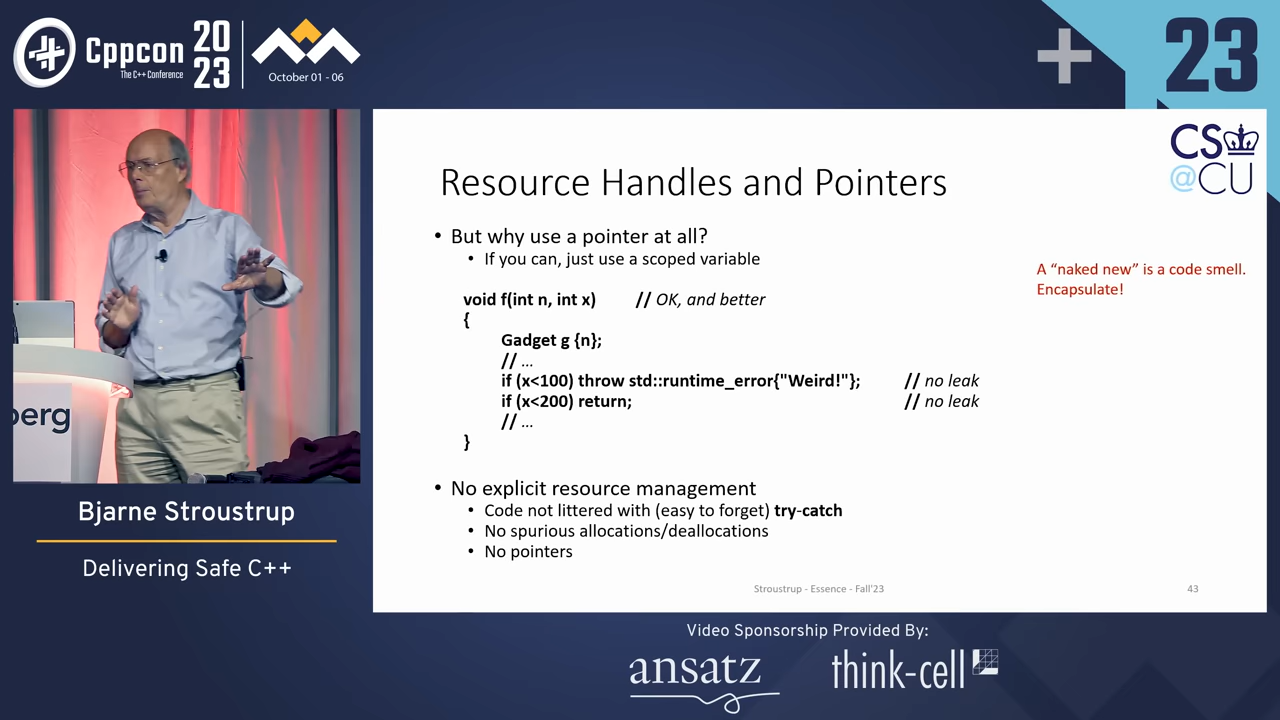 Cppcon
The C++ Conference
20
23
October 01 - 06
23
CS
@CU
Resource Handles and Pointers
• But why use a pointer at all?
• If you can, just use a scoped variable
A “naked new” is a code smell.
Encapsulate!
void f(int n, int x) // OK, and better
{
Gadget g {n};
// ...
if (x<100) throw std::runtime_error{"Weird!"}; // no leak
if (x<200) return; // no leak
// ...
}
• No explicit resource management
• Code not littered with (easy to forget) try-catch
• No spurious allocations/deallocations
• No pointers
Stroustrup - Essence - Fall'23 43
berg
Bjarne Stroustrup
Delivering Safe C++
Video Sponsorship Provided By:
ansatz
think-cell